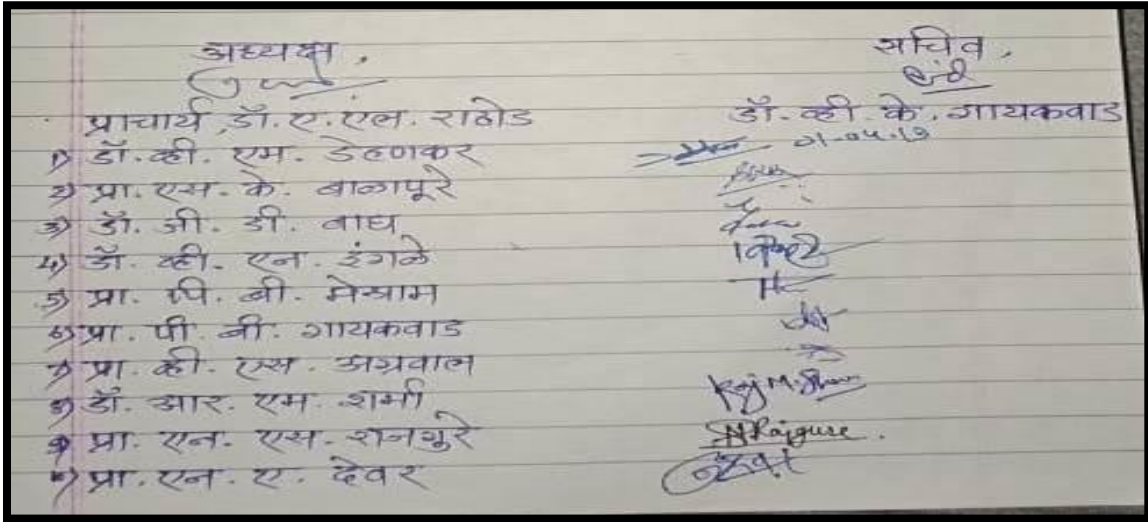 अध्यक्ष, सचिव,
प्राचार्य डॉ. ए. एल. राठोड डॉ. व्ही. के. गायकवाड
1) डॉ. व्ही. एम. डेहणकर
2) प्रा. एस. के. बाळापूरे
3) डॉ. जी. डी. वाघ
4) डॉ. व्ही. एन. इंगळे
5) प्रा. पि. बी. मेश्राम
6) प्रा. पी. बी. गायकवाड
7) प्रा. व्ही. एस. अग्रवाल
8) डॉ. आर. एम. शर्मा
9) प्रा. एन. एस. राजगुरे NRajgure.
10) प्रा. एन. ए. देवर